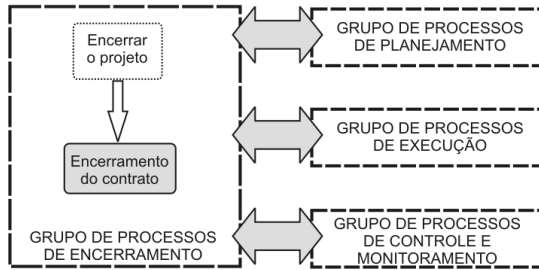 Encerrar
o projeto
Encerramento
do contrato
GRUPO DE PROCESSOS
DE ENCERRAMENTO
GRUPO DE PROCESSOS
DE PLANEJAMENTO
GRUPO DE PROCESSOS
DE EXECUÇÃO
GRUPO DE PROCESSOS
DE CONTROLE E
MONITORAMENTO